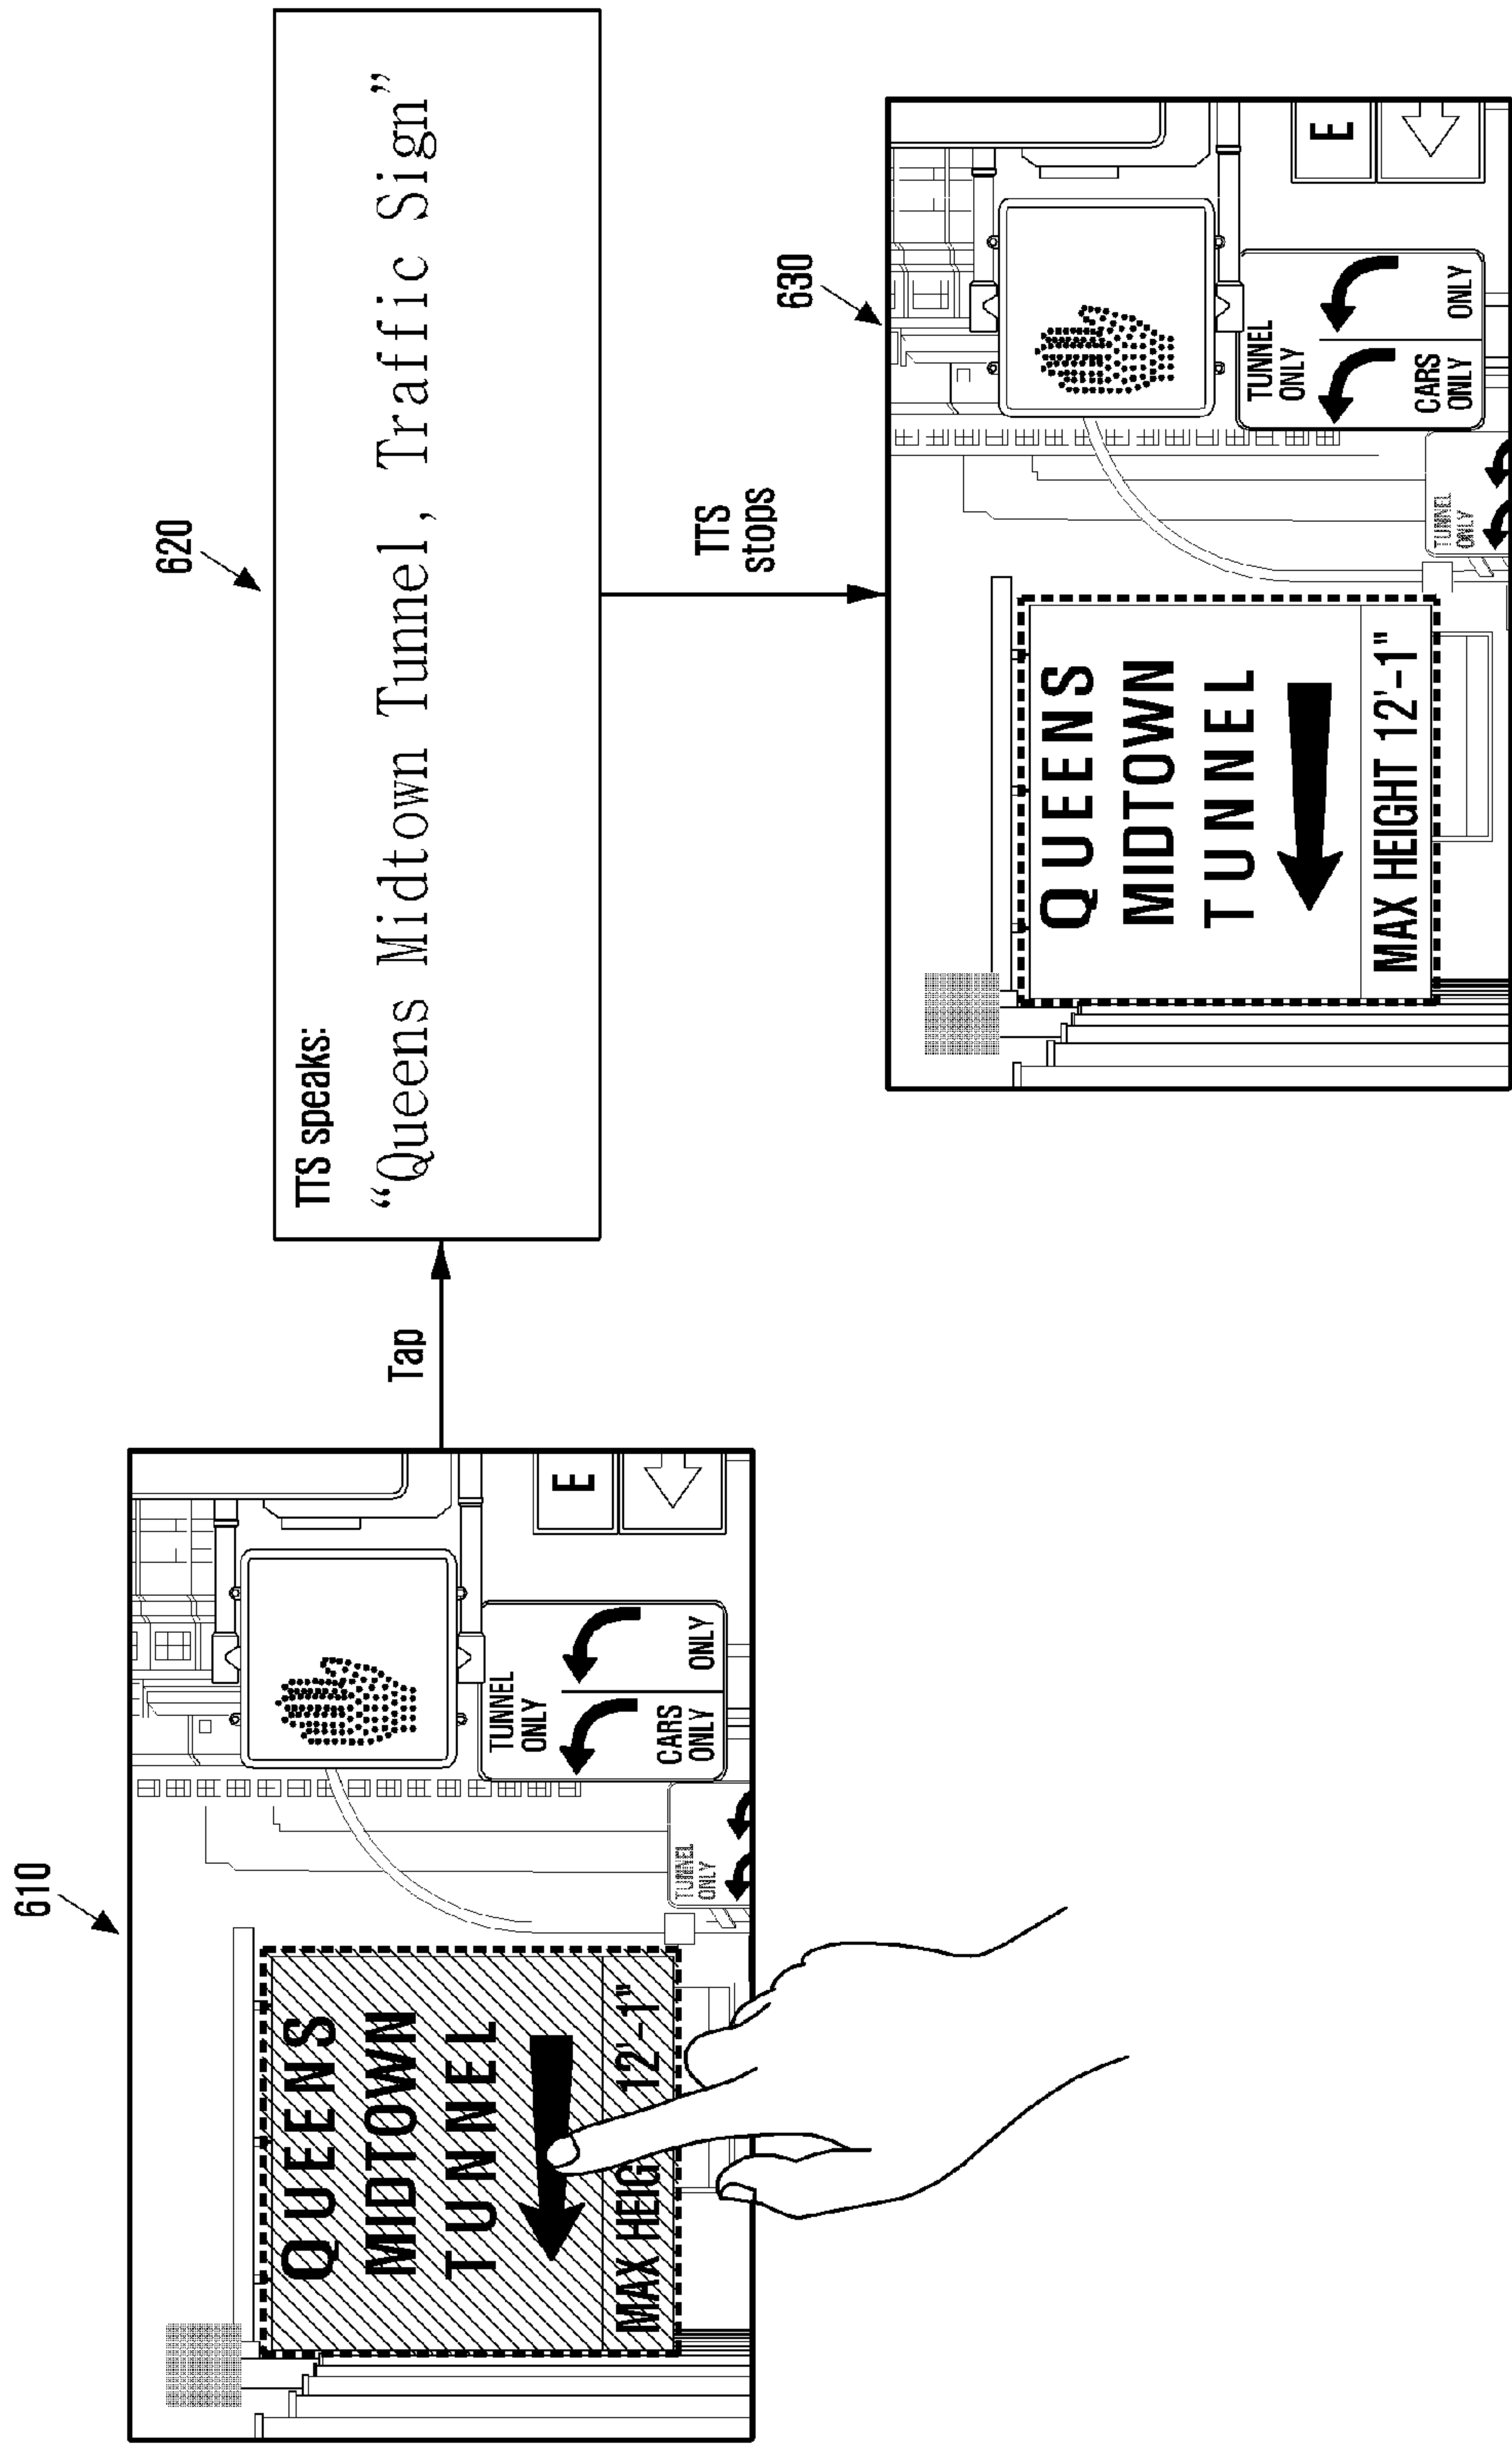 610
QUEENS
MIDTOWN
TUNNEL
MAX HEIG 12'-1"
TUNNEL
ONLY
CARS
ONLY
ONLY
TUNNEL
ONLY
E
Tap
620
TTS speaks:
“Queens Midtown Tunnel, Traffic Sign”
TTS
stops
630
QUEENS
MIDTOWN
TUNNEL
MAX HEIGHT 12'-1"
TUNNEL
ONLY
CARS
ONLY
ONLY
TUNNEL
ONLY
E